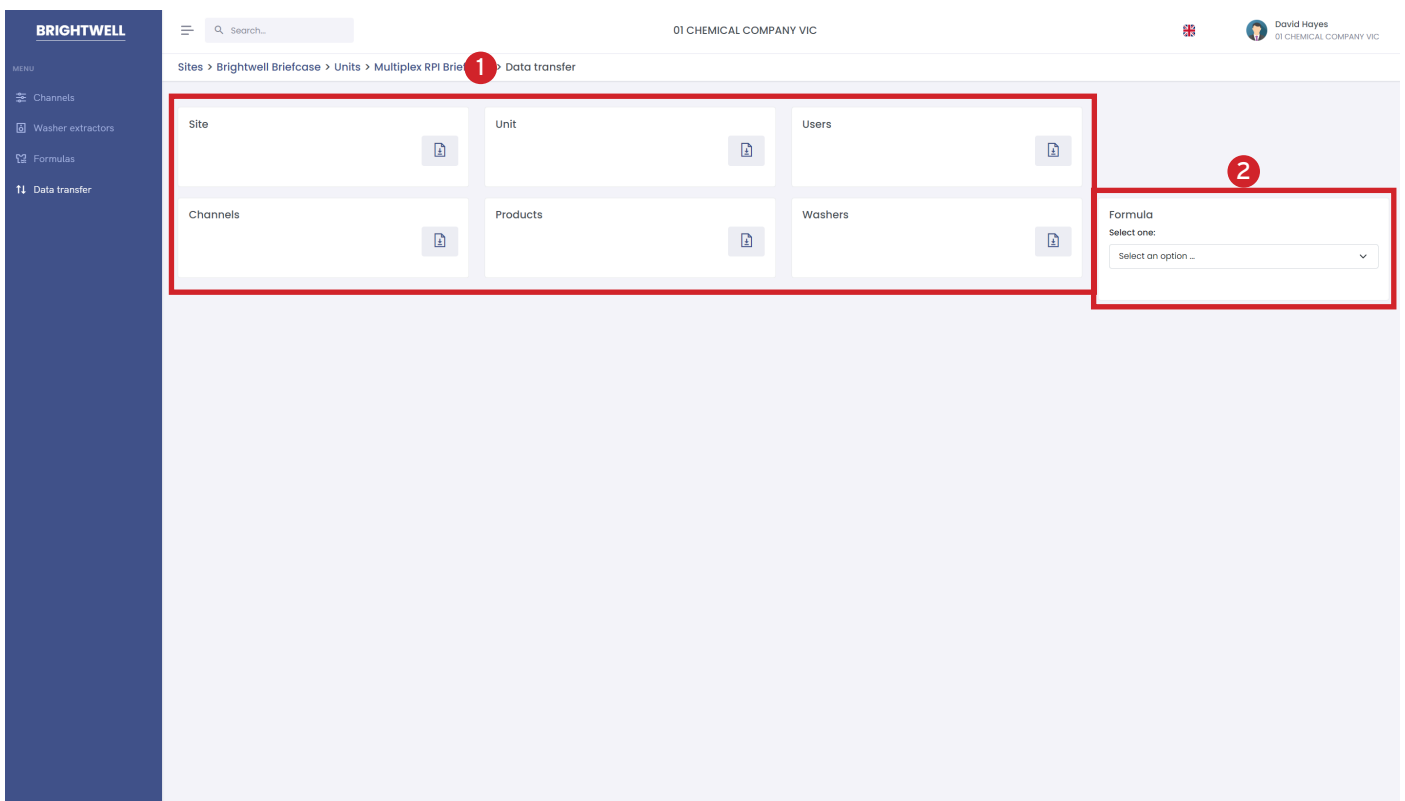 BRIGHTWELL
Search...
01 CHEMICAL COMPANY VIC
David Hayes
01 CHEMICAL COMPANY VIC
Sites > Brightwell Briefcase > Units > Multiplex RPI > Data transfer
1
MENU
Channels
Washer extractors
Formulas
Data transfer
Site
Unit
Users
Channels
Products
Washers
2
Formula
Select one:
Select an option ...